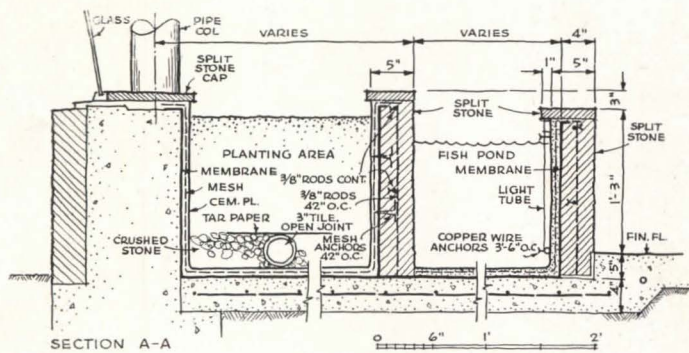 GLASS
PIPE
COL
VARIES
VARIES
4"
SPLIT
STONE
CAP
5"
1"
5"
3"
SPLIT
STONE
SPLIT
STONE
PLANTING AREA
FISH POND
MEMBRANE
MEMBRANE
MESH
CEM. PL.
3/8" RODS CONT.
3/8" RODS
42" O.C.
LIGHT
TUBE
1'-3"
TAR PAPER
3" TILE,
OPEN JOINT
MESH
ANCHORS
42" O.C.
CRUSHED
STONE
COPPER WIRE
ANCHORS 3'-6" O.C.
FIN. FL.
5"
4"
SECTION A-A
0 6" 1' 2'